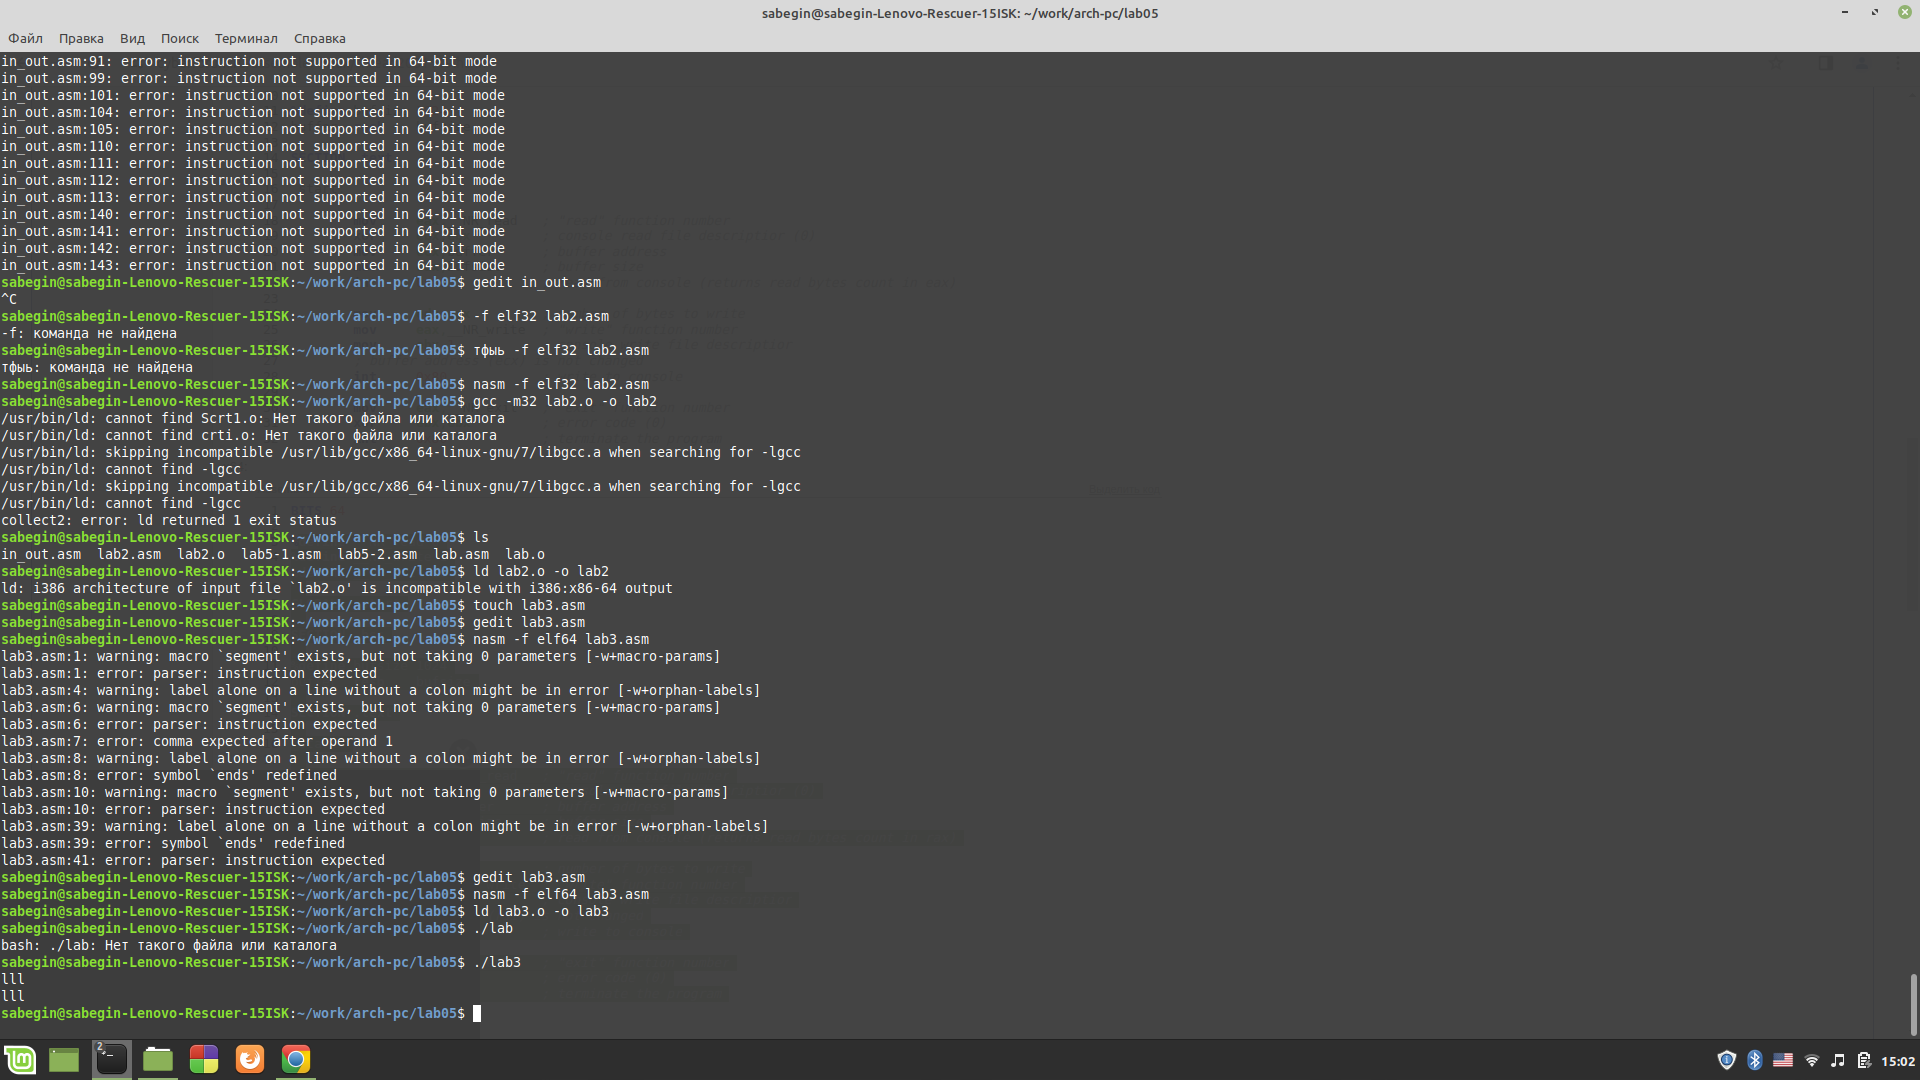 sabegin@sabegin-Lenovo-Rescuer-15ISK: ~/work/arch-pc/lab05
Файл Правка Вид Поиск Терминал Справка
in_out.asm:91: error: instruction not supported in 64-bit mode
in_out.asm:99: error: instruction not supported in 64-bit mode
in_out.asm:101: error: instruction not supported in 64-bit mode
in_out.asm:104: error: instruction not supported in 64-bit mode
in_out.asm:105: error: instruction not supported in 64-bit mode
in_out.asm:110: error: instruction not supported in 64-bit mode
in_out.asm:111: error: instruction not supported in 64-bit mode
in_out.asm:112: error: instruction not supported in 64-bit mode
in_out.asm:113: error: instruction not supported in 64-bit mode
in_out.asm:140: error: instruction not supported in 64-bit mode
in_out.asm:141: error: instruction not supported in 64-bit mode
in_out.asm:142: error: instruction not supported in 64-bit mode
in_out.asm:143: error: instruction not supported in 64-bit mode
sabegin@sabegin-Lenovo-Rescuer-15ISK:~/work/arch-pc/lab05$ gedit in_out.asm
^C
sabegin@sabegin-Lenovo-Rescuer-15ISK:~/work/arch-pc/lab05$ -f elf32 lab2.asm
-f: команда не найдена
sabegin@sabegin-Lenovo-Rescuer-15ISK:~/work/arch-pc/lab05$ тфыь -f elf32 lab2.asm
тфыь: команда не найдена
sabegin@sabegin-Lenovo-Rescuer-15ISK:~/work/arch-pc/lab05$ nasm -f elf32 lab2.asm
sabegin@sabegin-Lenovo-Rescuer-15ISK:~/work/arch-pc/lab05$ gcc -m32 lab2.o -o lab2
/usr/bin/ld: cannot find Scrt1.o: Нет такого файла или каталога
/usr/bin/ld: cannot find crti.o: Нет такого файла или каталога
/usr/bin/ld: skipping incompatible /usr/lib/gcc/x86_64-linux-gnu/7/libgcc.a when searching for -lgcc
/usr/bin/ld: cannot find -lgcc
/usr/bin/ld: skipping incompatible /usr/lib/gcc/x86_64-linux-gnu/7/libgcc.a when searching for -lgcc
/usr/bin/ld: cannot find -lgcc
collect2: error: ld returned 1 exit status
sabegin@sabegin-Lenovo-Rescuer-15ISK:~/work/arch-pc/lab05$ ls
in_out.asm lab2.asm lab2.o lab5-1.asm lab5-2.asm lab.asm lab.o
sabegin@sabegin-Lenovo-Rescuer-15ISK:~/work/arch-pc/lab05$ ld lab2.o -o lab2
ld: i386 architecture of input file `lab2.o' is incompatible with i386:x86-64 output
sabegin@sabegin-Lenovo-Rescuer-15ISK:~/work/arch-pc/lab05$ touch lab3.asm
sabegin@sabegin-Lenovo-Rescuer-15ISK:~/work/arch-pc/lab05$ gedit lab3.asm
sabegin@sabegin-Lenovo-Rescuer-15ISK:~/work/arch-pc/lab05$ nasm -f elf64 lab3.asm
lab3.asm:1: warning: macro `segment' exists, but not taking 0 parameters [-w+macro-params]
lab3.asm:1: error: parser: instruction expected
lab3.asm:4: warning: label alone on a line without a colon might be in error [-w+orphan-labels]
lab3.asm:6: warning: macro `segment' exists, but not taking 0 parameters [-w+macro-params]
lab3.asm:6: error: parser: instruction expected
lab3.asm:7: error: comma expected after operand 1
lab3.asm:8: warning: label alone on a line without a colon might be in error [-w+orphan-labels]
lab3.asm:8: error: symbol `ends' redefined
lab3.asm:10: warning: macro `segment' exists, but not taking 0 parameters [-w+macro-params]
lab3.asm:10: error: parser: instruction expected
lab3.asm:39: warning: label alone on a line without a colon might be in error [-w+orphan-labels]
lab3.asm:39: error: symbol `ends' redefined
lab3.asm:41: error: parser: instruction expected
sabegin@sabegin-Lenovo-Rescuer-15ISK:~/work/arch-pc/lab05$ gedit lab3.asm
sabegin@sabegin-Lenovo-Rescuer-15ISK:~/work/arch-pc/lab05$ nasm -f elf64 lab3.asm
sabegin@sabegin-Lenovo-Rescuer-15ISK:~/work/arch-pc/lab05$ ld lab3.o -o lab3
sabegin@sabegin-Lenovo-Rescuer-15ISK:~/work/arch-pc/lab05$ ./lab
bash: ./lab: Нет такого файла или каталога
sabegin@sabegin-Lenovo-Rescuer-15ISK:~/work/arch-pc/lab05$ ./lab3
lll
lll
sabegin@sabegin-Lenovo-Rescuer-15ISK:~/work/arch-pc/lab05$
2
15:02